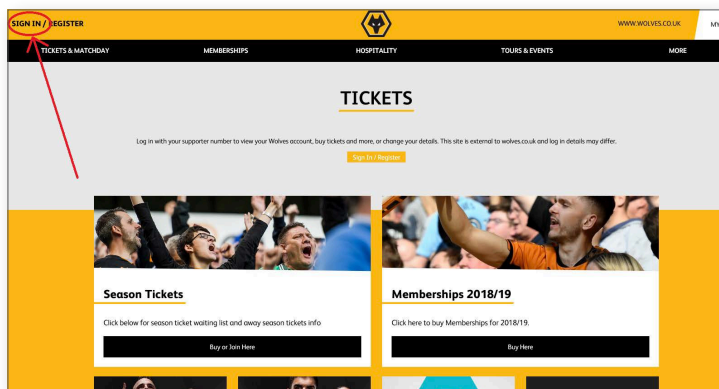 SIGN IN / REGISTER
WWW.WOLVES.CO.UK
MY
TICKETS & MATCHDAY
MEMBERSHIPS
HOSPITALITY
TOURS & EVENTS
MORE
TICKETS
Log in with your supporter number to view your Wolves account, buy tickets and more, or change your details. This site is external to wolves.co.uk and log in details may differ.
Sign In / Register
Season Tickets
Memberships 2018/19
Click below for season ticket waiting list and away season tickets info
Click here to buy Memberships for 2018/19.
Buy or Join Here
Buy Here